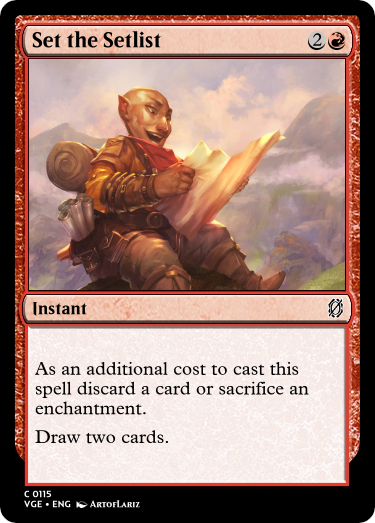 Set the Setlist 2
Instant
As an additional cost to cast this
spell discard a card or sacrifice an
enchantment.
Draw two cards.
C 0115
VGE • ENG ArtofLariz